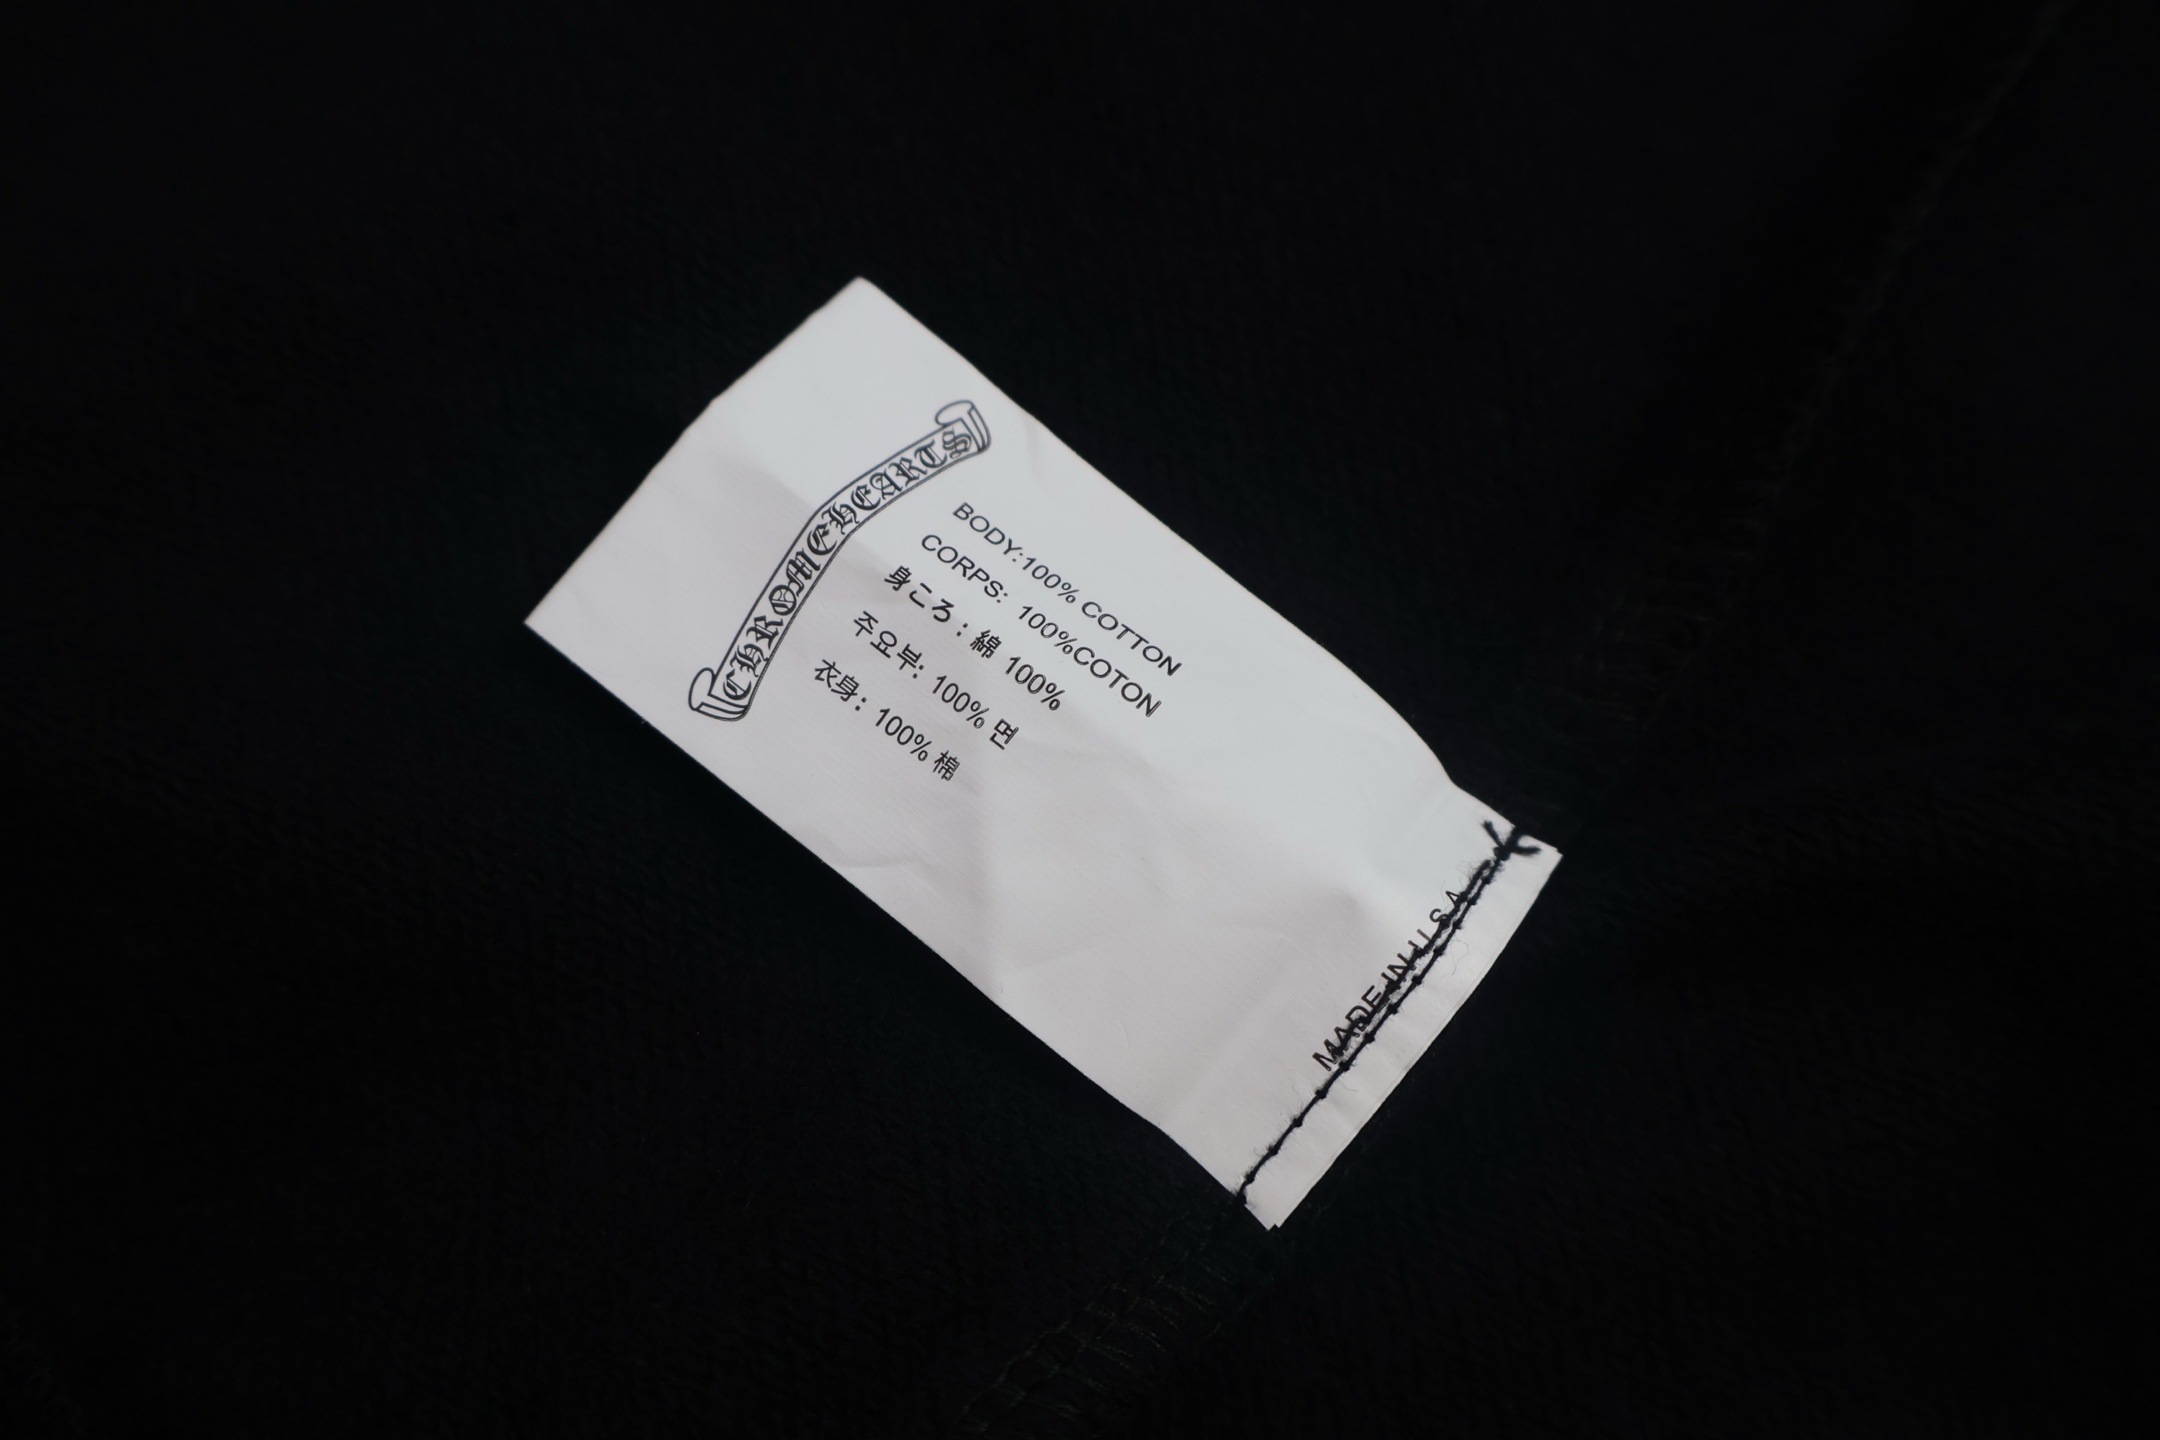 CHROMEHEARTS
BODY:100% COTTON
CORPS: 100%COTON
身ころ : 綿 100%
주요부: 100% 면
衣身: 100% 棉
MADE IN U.S.A.